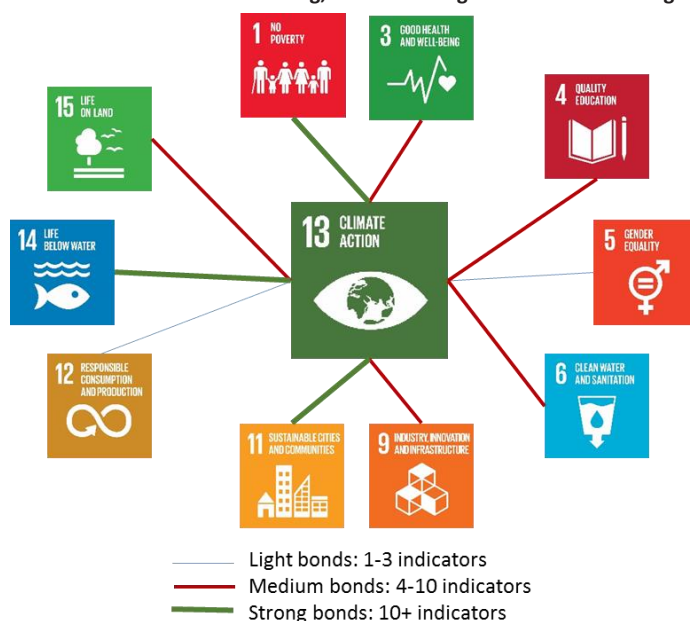 1 NO
POVERTY
3 GOOD HEALTH
AND WELL-BEING
15 LIFE
ON LAND
4 QUALITY
EDUCATION
13 CLIMATE
ACTION
14 LIFE
BELOW WATER
5 GENDER
EQUALITY
12 RESPONSIBLE
CONSUMPTION
AND PRODUCTION
6 CLEAN WATER
AND SANITATION
11 SUSTAINABLE CITIES
AND COMMUNITIES
9 INDUSTRY, INNOVATION
AND INFRASTRUCTURE
Light bonds: 1-3 indicators
Medium bonds: 4-10 indicators
Strong bonds: 10+ indicators